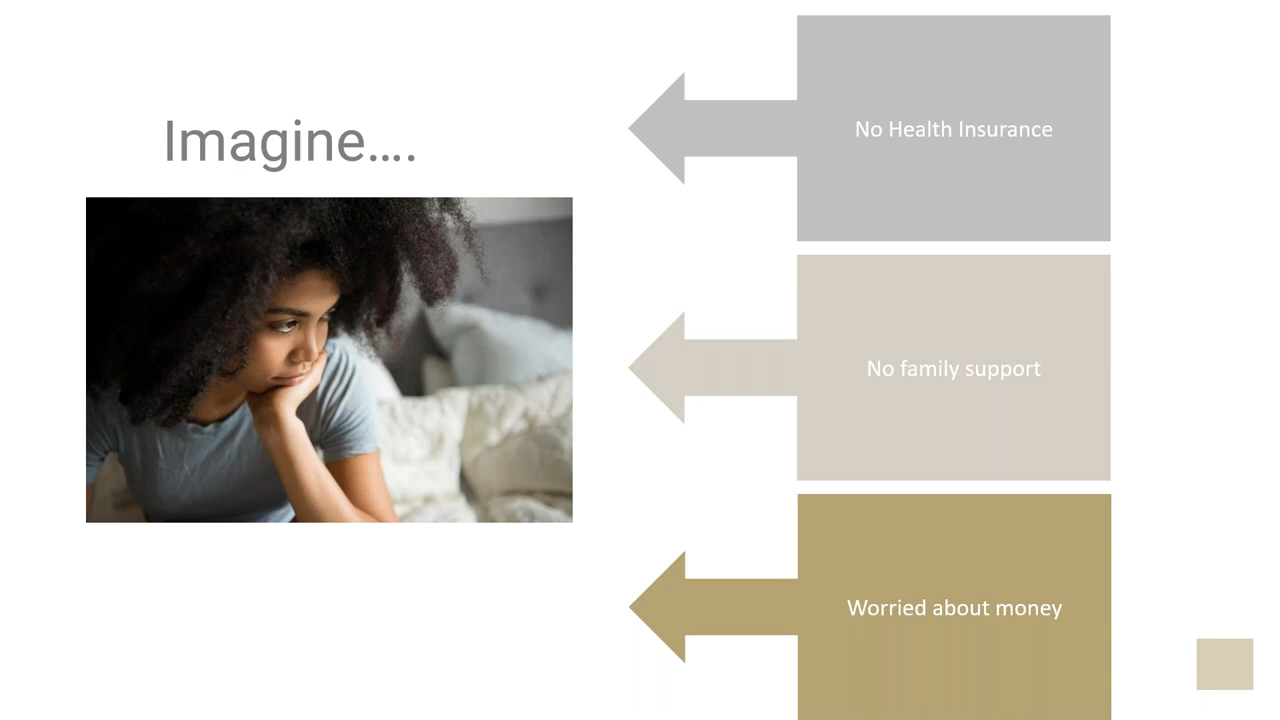 Imagine....
No Health Insurance
No family support
Worried about money